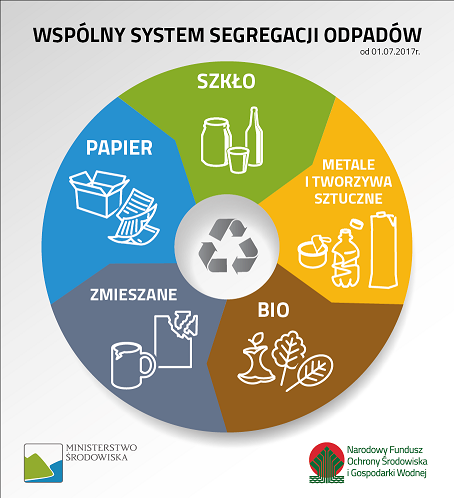 WSPÓLNY SYSTEM SEGREGACJI ODPADÓW
od 01.07.2017r.
SZKŁO
PAPIER
METALE
I TWORZYWA
SZTUCZNE
ZMIESZANE
BIO
MINISTERSTWO
ŚRODOWISKA
Narodowy Fundusz
Ochrony Środowiska
i Gospodarki Wodnej